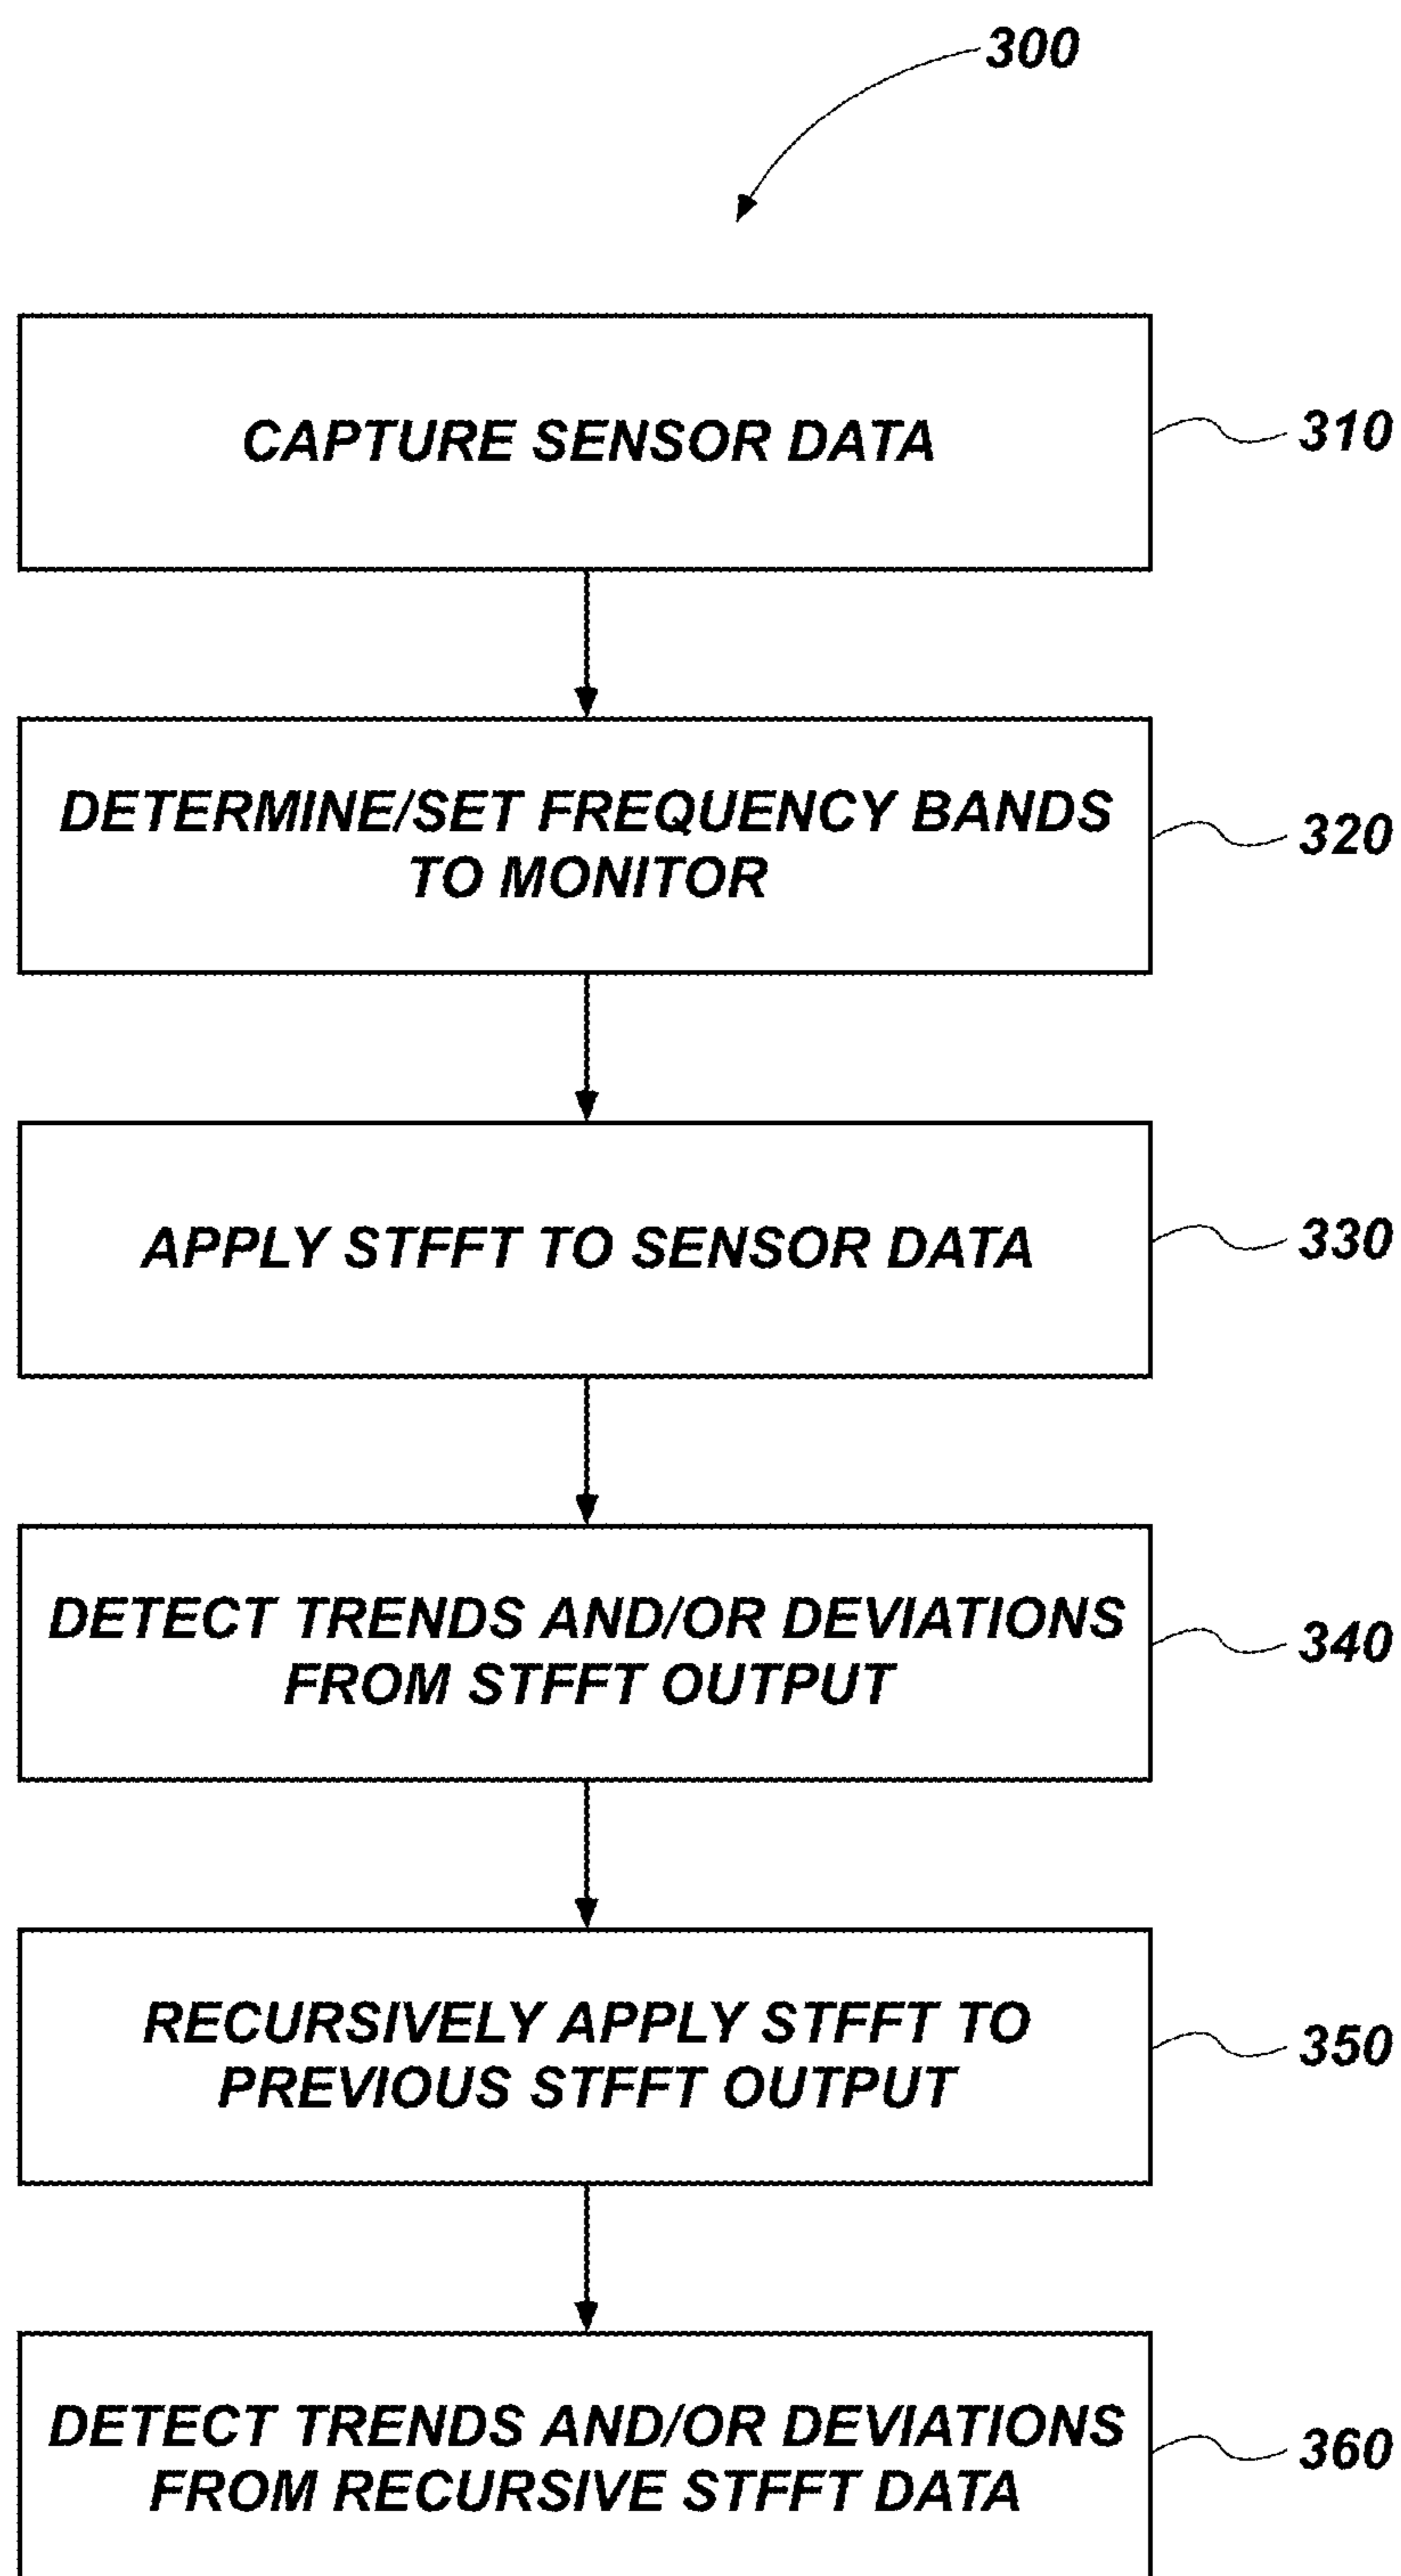 300
CAPTURE SENSOR DATA
310
DETERMINE/SET FREQUENCY BANDS
TO MONITOR
320
APPLY STFFT TO SENSOR DATA
330
DETECT TRENDS AND/OR DEVIATIONS
FROM STFFT OUTPUT
340
RECURSIVELY APPLY STFFT TO
PREVIOUS STFFT OUTPUT
350
DETECT TRENDS AND/OR DEVIATIONS
FROM RECURSIVE STFFT DATA
360